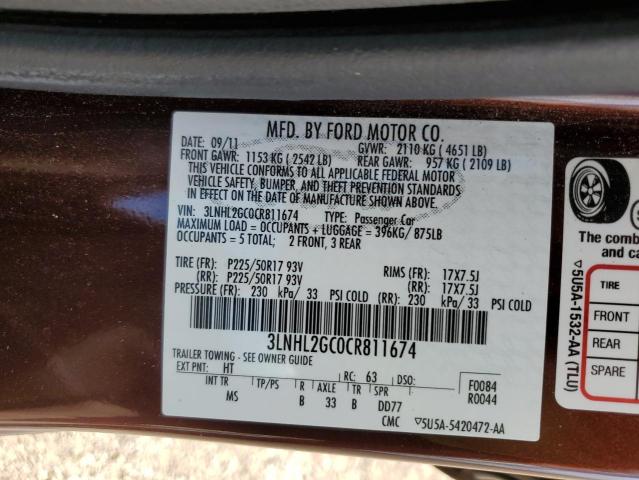 MFD. BY FORD MOTOR CO.
DATE: 09/11 GVWR: 2110 KG ( 4651 LB)
FRONT GAWR: 1153 KG ( 2542 LB) REAR GAWR: 957 KG ( 2109 LB)
THIS VEHICLE CONFORMS TO ALL APPLICABLE FEDERAL MOTOR
VEHICLE SAFETY, BUMPER, AND THEFT PREVENTION STANDARDS
IN EFFECT ON THE DATE OF MANUFACTURE SHOWN ABOVE.
VIN: 3LNHL2GC0CR811674 TYPE: Passenger Car
MAXIMUM LOAD = OCCUPANTS + LUGGAGE = 396KG/ 875LB
OCCUPANTS = 5 TOTAL; 2 FRONT, 3 REAR
TIRE (FR): P225/50R17 93V RIMS (FR): 17X7.5J
(RR): P225/50R17 93V (RR): 17X7.5J
PRESSURE (FR): 230 kPa/ 33 PSI COLD (RR): 230 kPa/ 33 PSI COLD
3LNHL2GC0CR811674
TRAILER TOWING - SEE OWNER GUIDE
EXT PNT: HT RC: 63 DSO: F0084
INT TR TP/PS R AXLE TR SPR R0044
MS B 33 B DD77
CMC ▽5U5A-5420472-AA
▽5U5A-1532-AA (TLU)
The comb
and ca
TIRE
FRONT
REAR
SPARE